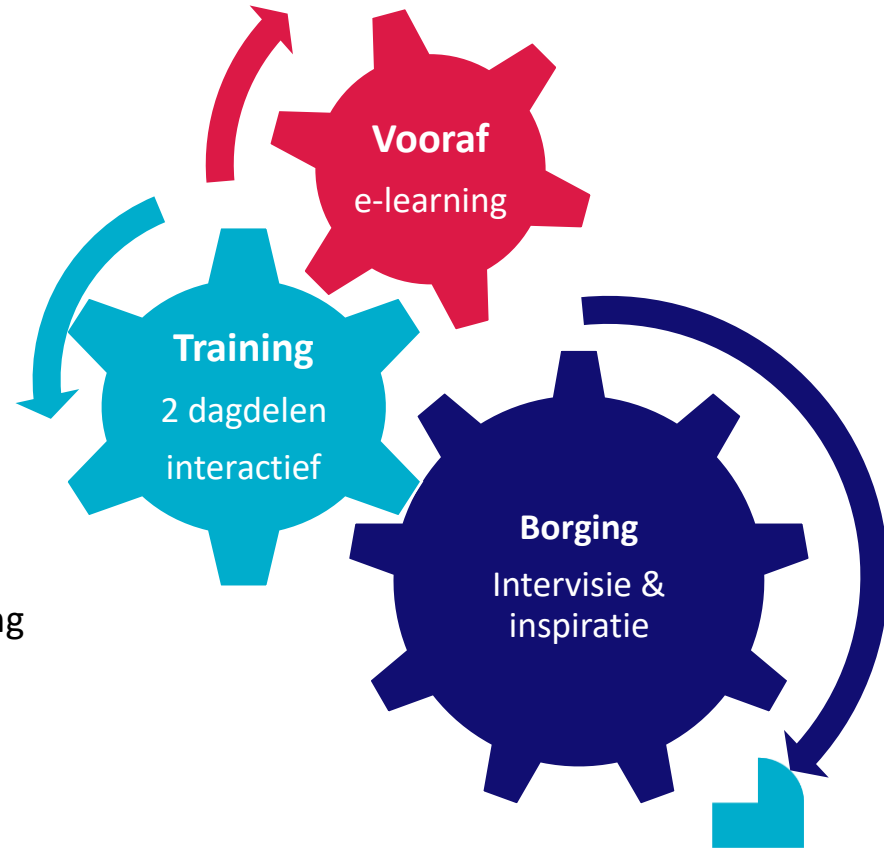 Vooraf
e-learning
Training
2 dagdelen
interactief
Borging
Intervisie &
inspiratie